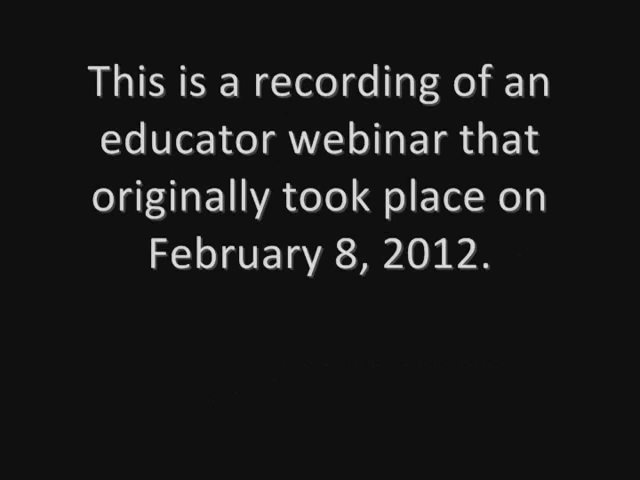 This is a recording of an
educator webinar that
originally took place on
February 8, 2012.